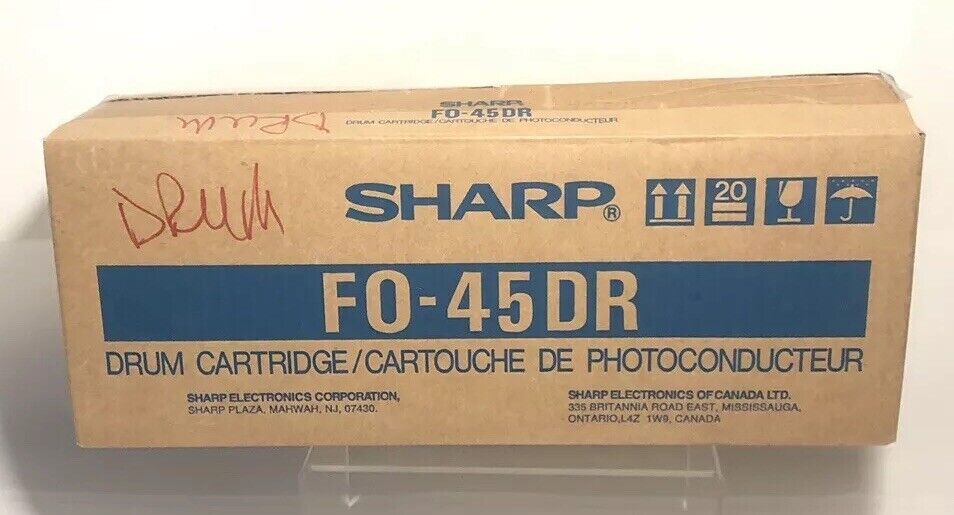 SHARP
FO-45DR
DRUM CARTRIDGE/CARTOUCHE DE PHOTOCONDUCTEUR
DRUM
DRUM
SHARP®
20
FO-45DR
DRUM CARTRIDGE/CARTOUCHE DE PHOTOCONDUCTEUR
SHARP ELECTRONICS CORPORATION,
SHARP PLAZA, MAHWAH, NJ, 07430.
SHARP ELECTRONICS OF CANADA LTD.
335 BRITANNIA ROAD EAST, MISSISSAUGA,
ONTARIO,L4Z 1W9, CANADA